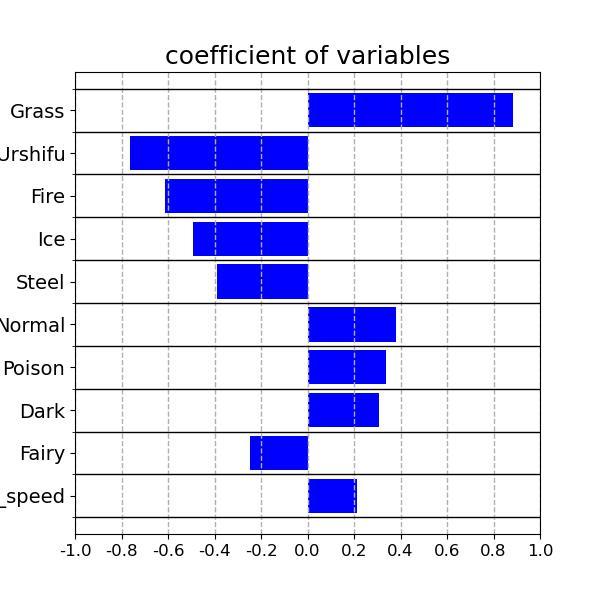 coefficient of variables
Grass
Urshifu
Fire
Ice
Steel
Normal
Poison
Dark
Fairy
_speed
-1.0 -0.8 -0.6 -0.4 -0.2 0.0 0.2 0.4 0.6 0.8 1.0